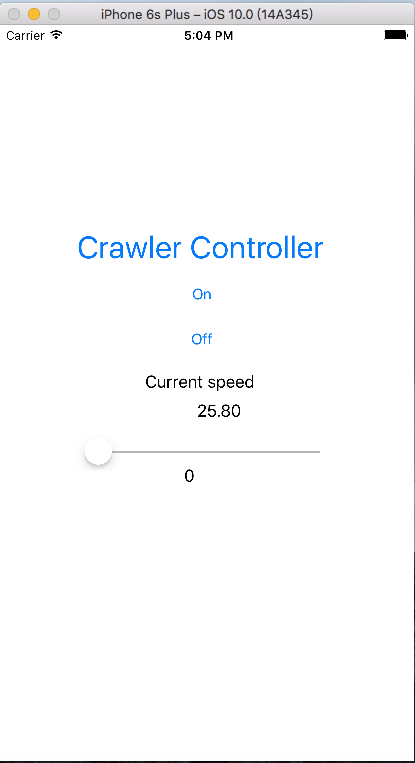 iPhone 6s Plus – iOS 10.0 (14A345)
Carrier 5:04 PM
Crawler Controller
On
Off
Current speed
25.80
0